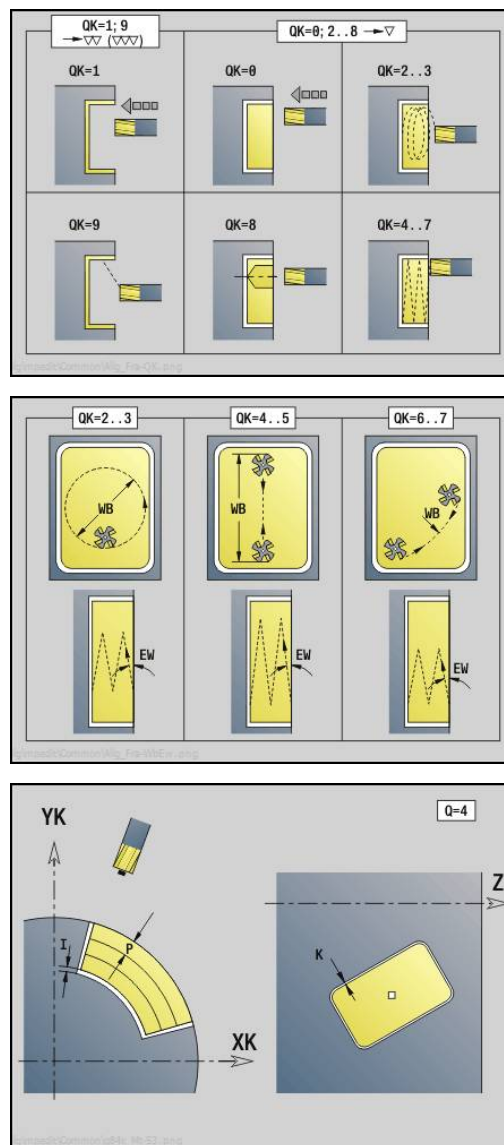 QK=1; 9
QK=0; 2..8
QK=1
QK=0
QK=2..3
QK=9
QK=8
QK=4..7
QK=2..3
QK=4..5
QK=6..7
WB
WB
WB
EW
EW
EW
YK
Q=4
I
P
Z
K
XK